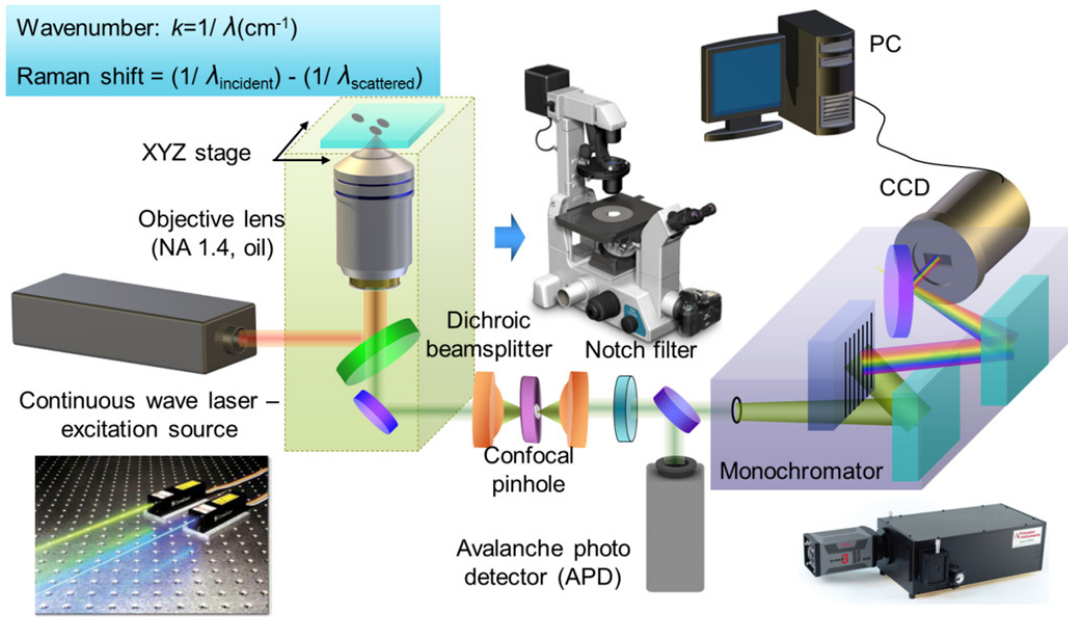 Wavenumber: k=1/ λ(cm⁻¹)
Raman shift = (1/ λincident) - (1/ λscattered)
PC
XYZ stage
CCD
Objective lens
(NA 1.4, oil)
Dichroic
beamsplitter
Notch filter
Continuous wave laser –
excitation source
Confocal
pinhole
Monochromator
Avalanche photo
detector (APD)